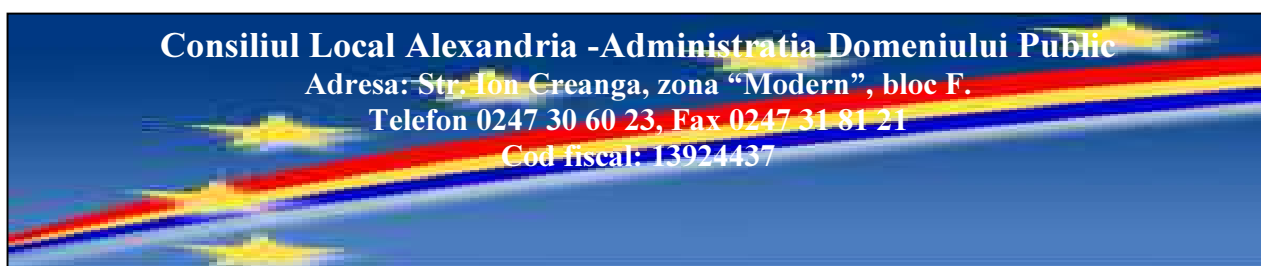 Consiliul Local Alexandria -Administratia Domeniului Public
Adresa: Str. Ion Creanga, zona “Modern”, bloc F.
Telefon 0247 30 60 23, Fax 0247 31 81 21
Cod fiscal: 13924437